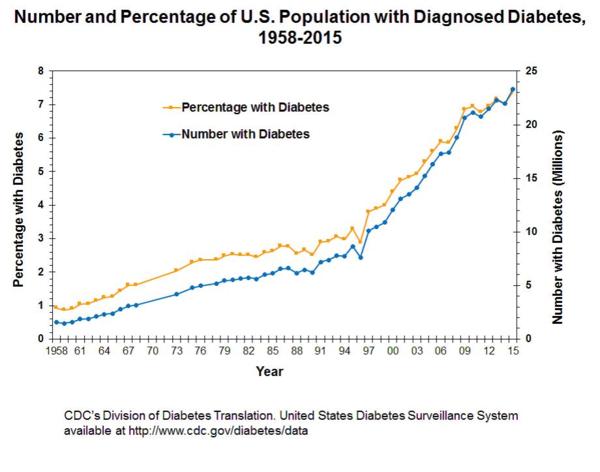 Number and Percentage of U.S. Population with Diagnosed Diabetes,
1958-2015
8
7
6
5
4
3
2
1
0
Percentage with Diabetes
Percentage with Diabetes
Number with Diabetes
25
20
15
10
5
0
Number with Diabetes (Millions)
1958 61 64 67 70 73 76 79 82 85 88 91 94 97 00 03 06 09 12 15
Year
CDC's Division of Diabetes Translation. United States Diabetes Surveillance System
available at http://www.cdc.gov/diabetes/data